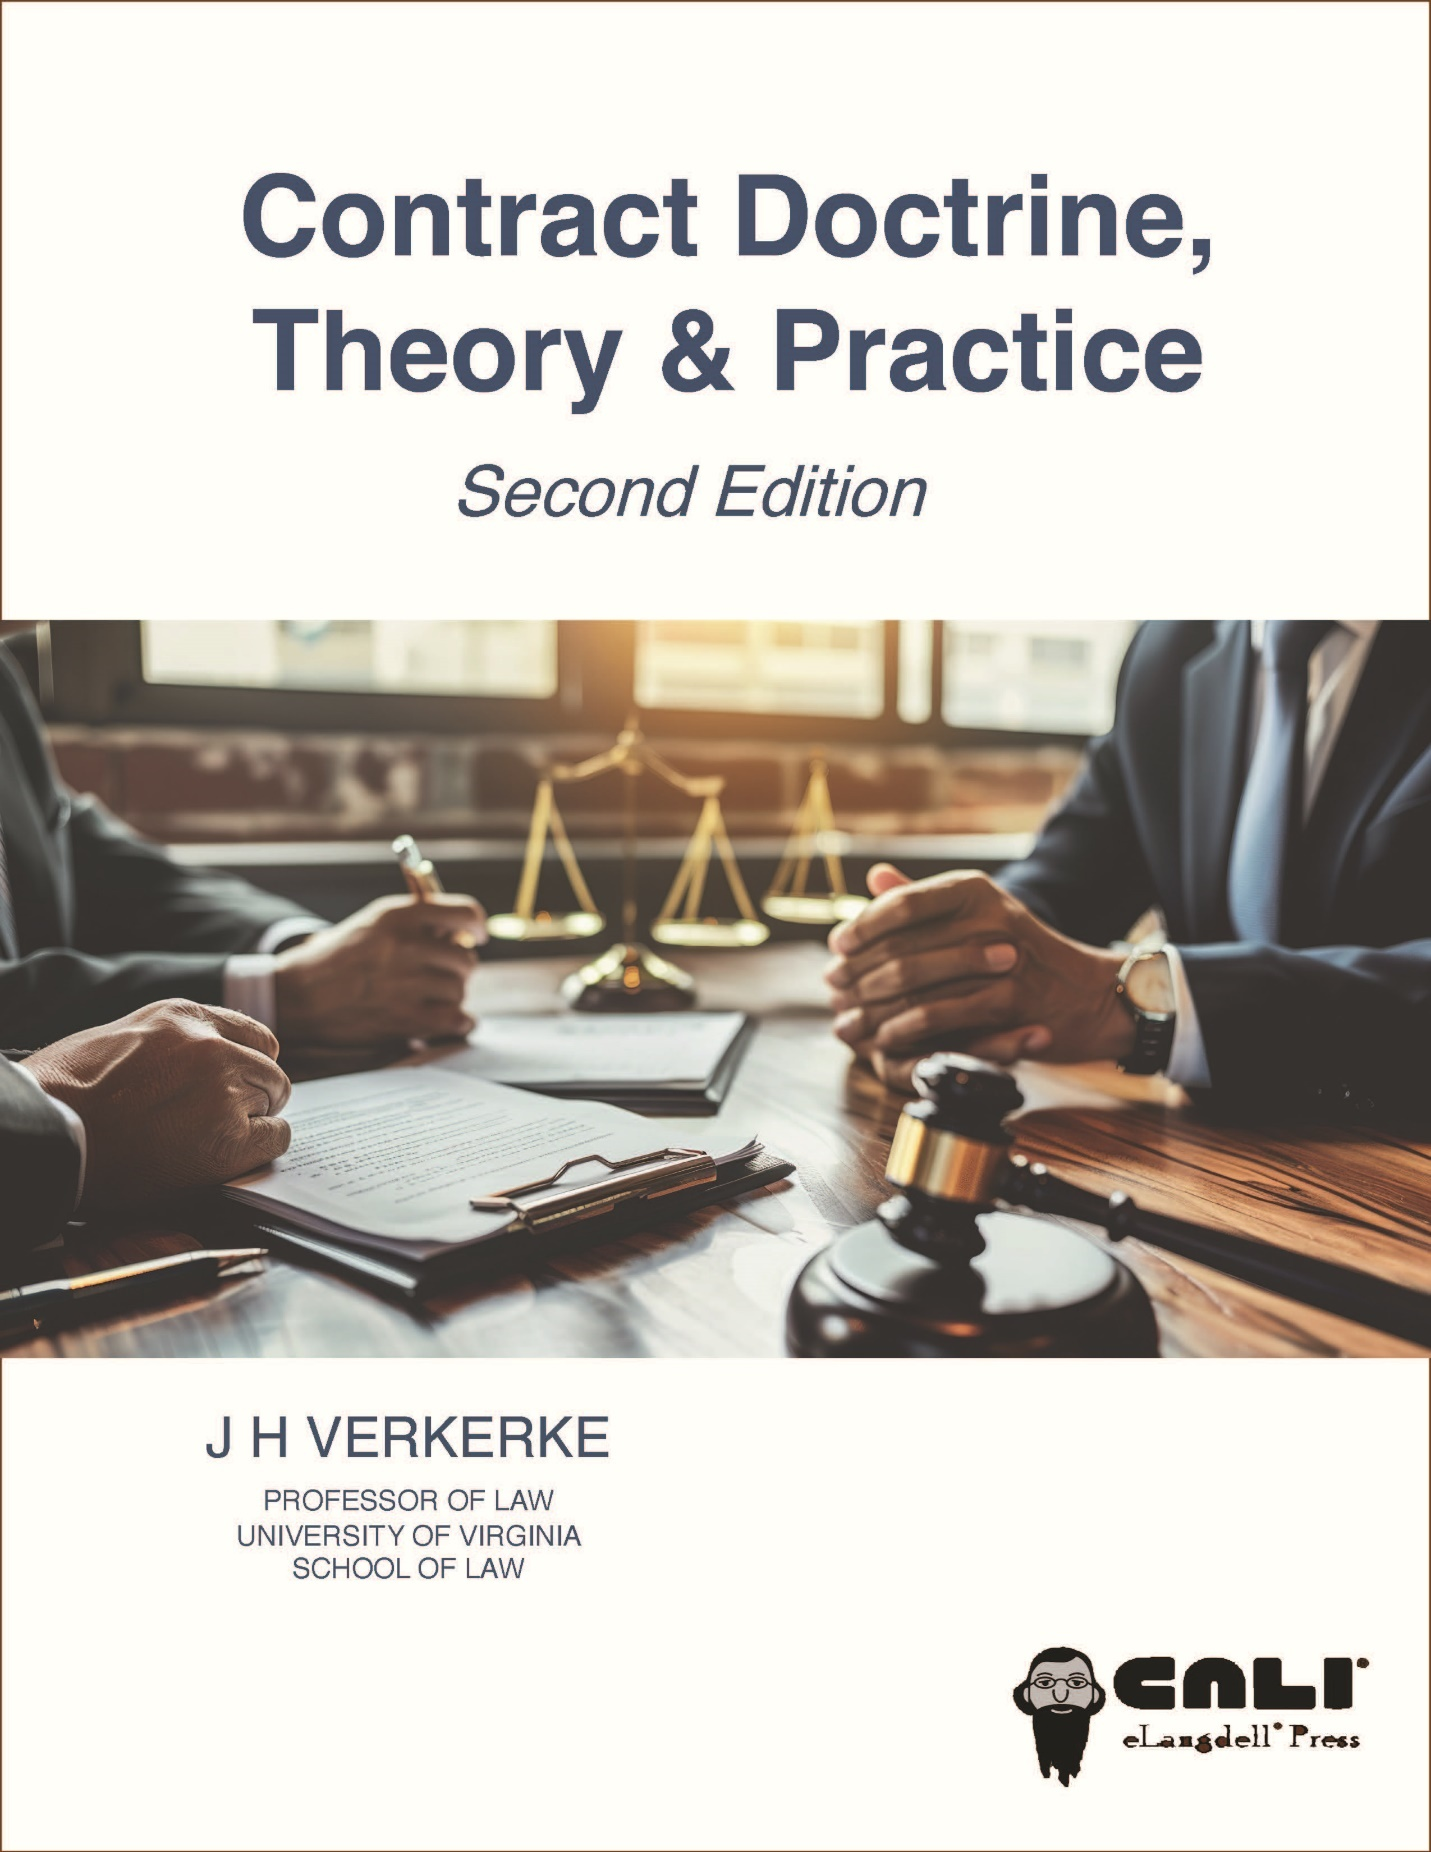 Contract Doctrine,
Theory & Practice
Second Edition
J H VERKERKE
PROFESSOR OF LAW
UNIVERSITY OF VIRGINIA
SCHOOL OF LAW
CALI®
eLangdell® Press